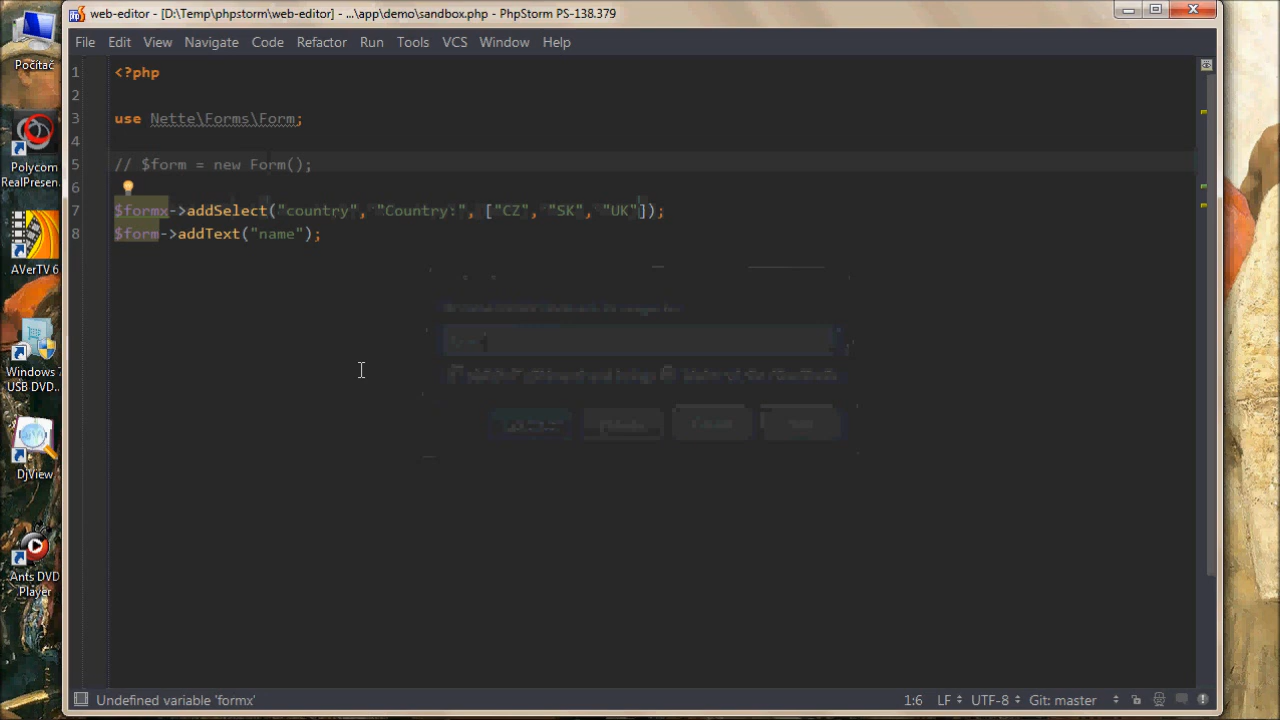 web-editor - [D:\Temp\phpstorm\web-editor] - ...\app\demo\sandbox.php - PhpStorm PS-138.379
File Edit View Navigate Code Refactor Run Tools VCS Window Help
1 <?php
2
3 use Nette\Forms\Form;
4
5 // $form = new Form();
6
7 $formx->addSelect("country", "Country:", ["CZ", "SK", "UK"]);
8 $form->addText("name");
Undefined variable 'formx' 1:6 LF UTF-8 Git: master
Počítač
Polycom
RealPresen...
AVerTV 6
Windows 7
USB DVD...
DjView
Ants DVD
Player